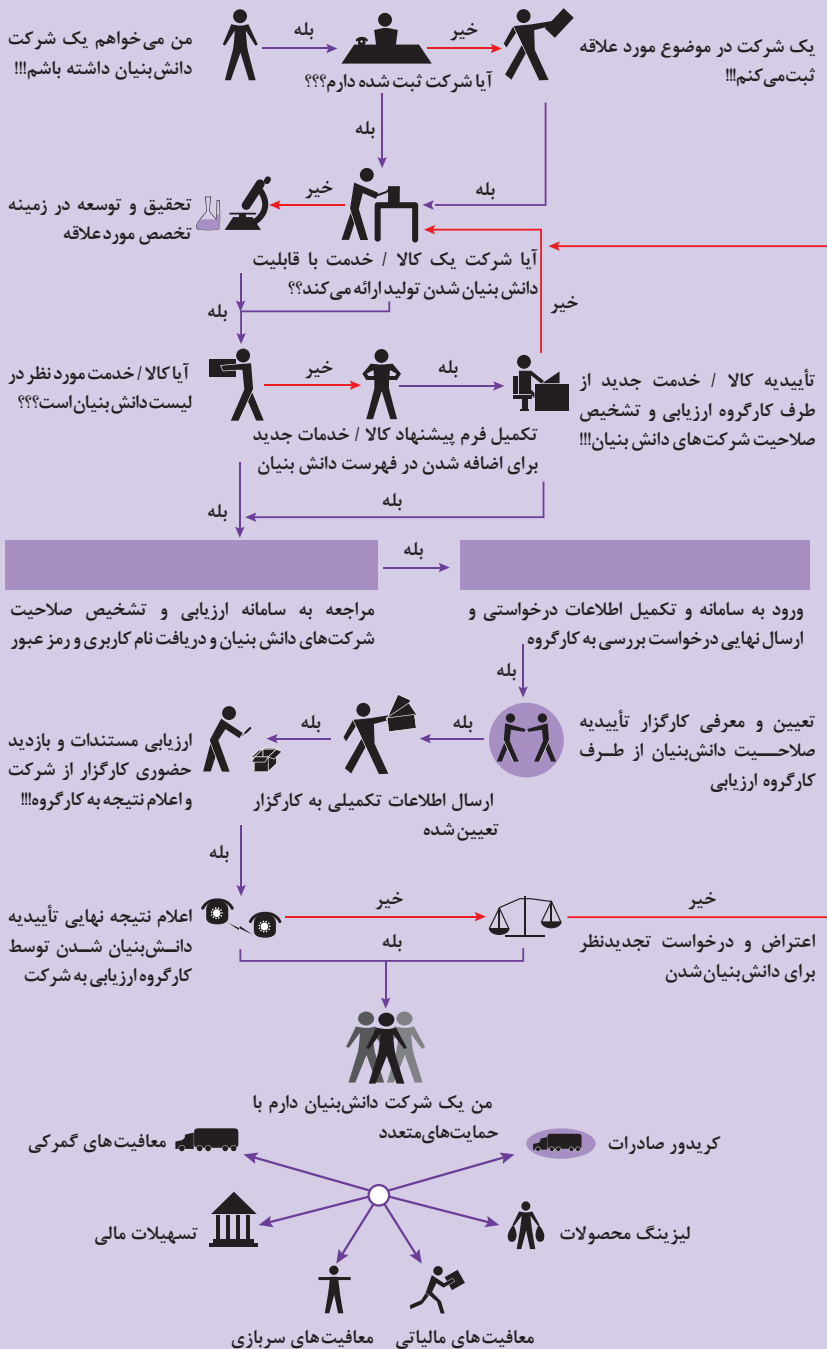 من می‌خواهم یک شرکت
دانش‌بنیان داشته باشم!!!
بله
آیا شرکت ثبت شده دارم؟؟؟
خیر
یک شرکت در موضوع مورد علاقه
ثبت‌می‌کنم!!!
بله
بله
آیا شرکت یک کالا / خدمت با قابلیت
دانش بنیان شدن تولید ارائه می‌کند؟؟
خیر
تحقیق و توسعه در زمینه
تخصص موردعلاقه
بله
خیر
آیا کالا / خدمت مورد نظر در
لیست دانش بنیان است؟؟؟
خیر
تکمیل فرم پیشنهاد کالا / خدمات جدید
برای اضافه شدن در فهرست دانش بنیان
بله
تأییدیه کالا / خدمت جدید از
طرف کارگروه ارزیابی و تشخیص
صلاحیت شرکت‌های دانش بنیان!!!
بله
بله
مراجعه به سامانه ارزیابی و تشخیص صلاحیت
شرکت‌های دانش بنیان و دریافت نام کاربری و رمز عبور
بله
ورود به سامانه و تکمیل اطلاعات درخواستی و
ارسال نهایی درخواست بررسی به کارگروه
بله
تعیین و معرفی کارگزار تأییدیه
صلاحیت دانش‌بنیان از طرف
کارگروه ارزیابی
بله
ارسال اطلاعات تکمیلی به کارگزار
تعیین شده
بله
ارزیابی مستندات و بازدید
حضوری کارگزار از شرکت
و اعلام نتیجه به کارگروه!!!
بله
اعلام نتیجه نهایی تأییدیه
دانش‌بنیان شدن توسط
کارگروه ارزیابی به شرکت
خیر
بله
اعتراض و درخواست تجدیدنظر
برای دانش‌بنیان‌شدن
خیر
من یک شرکت دانش‌بنیان دارم با
حمایت‌های‌متعدد
کریدور صادرات
معافیت‌های گمرکی
لیزینگ محصولات
تسهیلات مالی
معافیت‌های مالیاتی
معافیت‌های سربازی